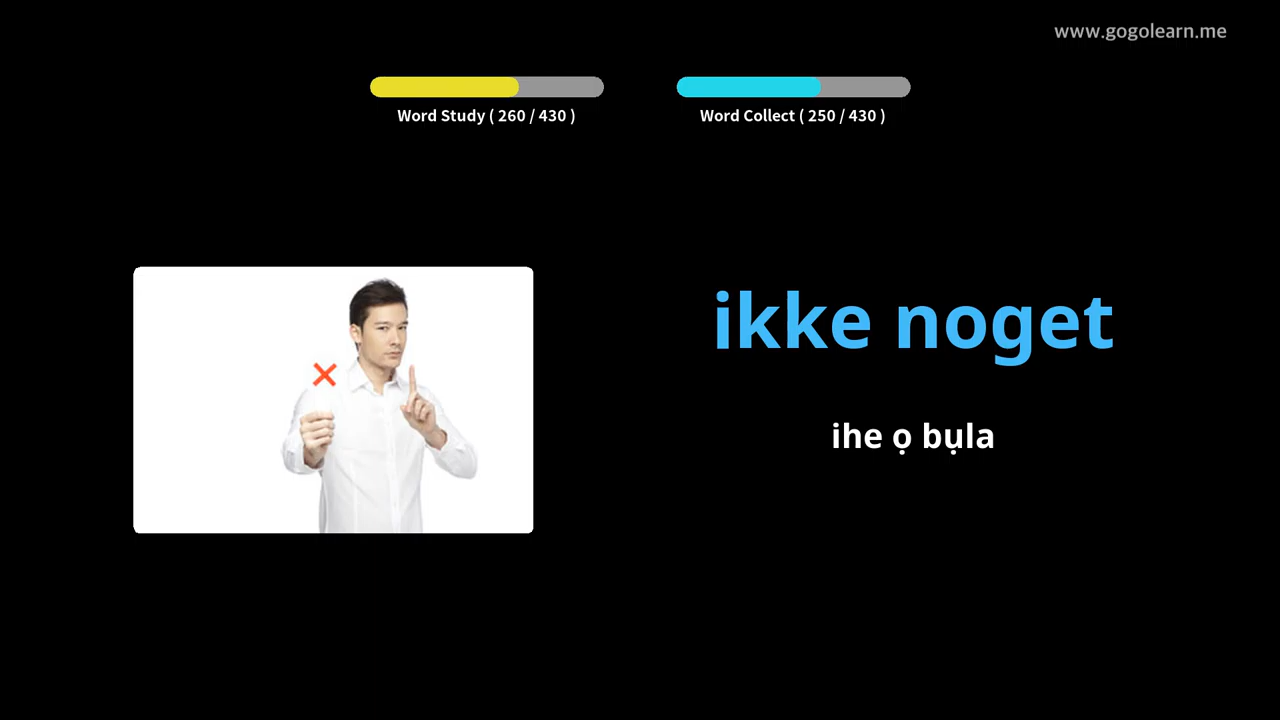 www.gogolearn.me
Word Study ( 260 / 430 )
Word Collect ( 250 / 430 )
ikke noget
ihe ọ bụla